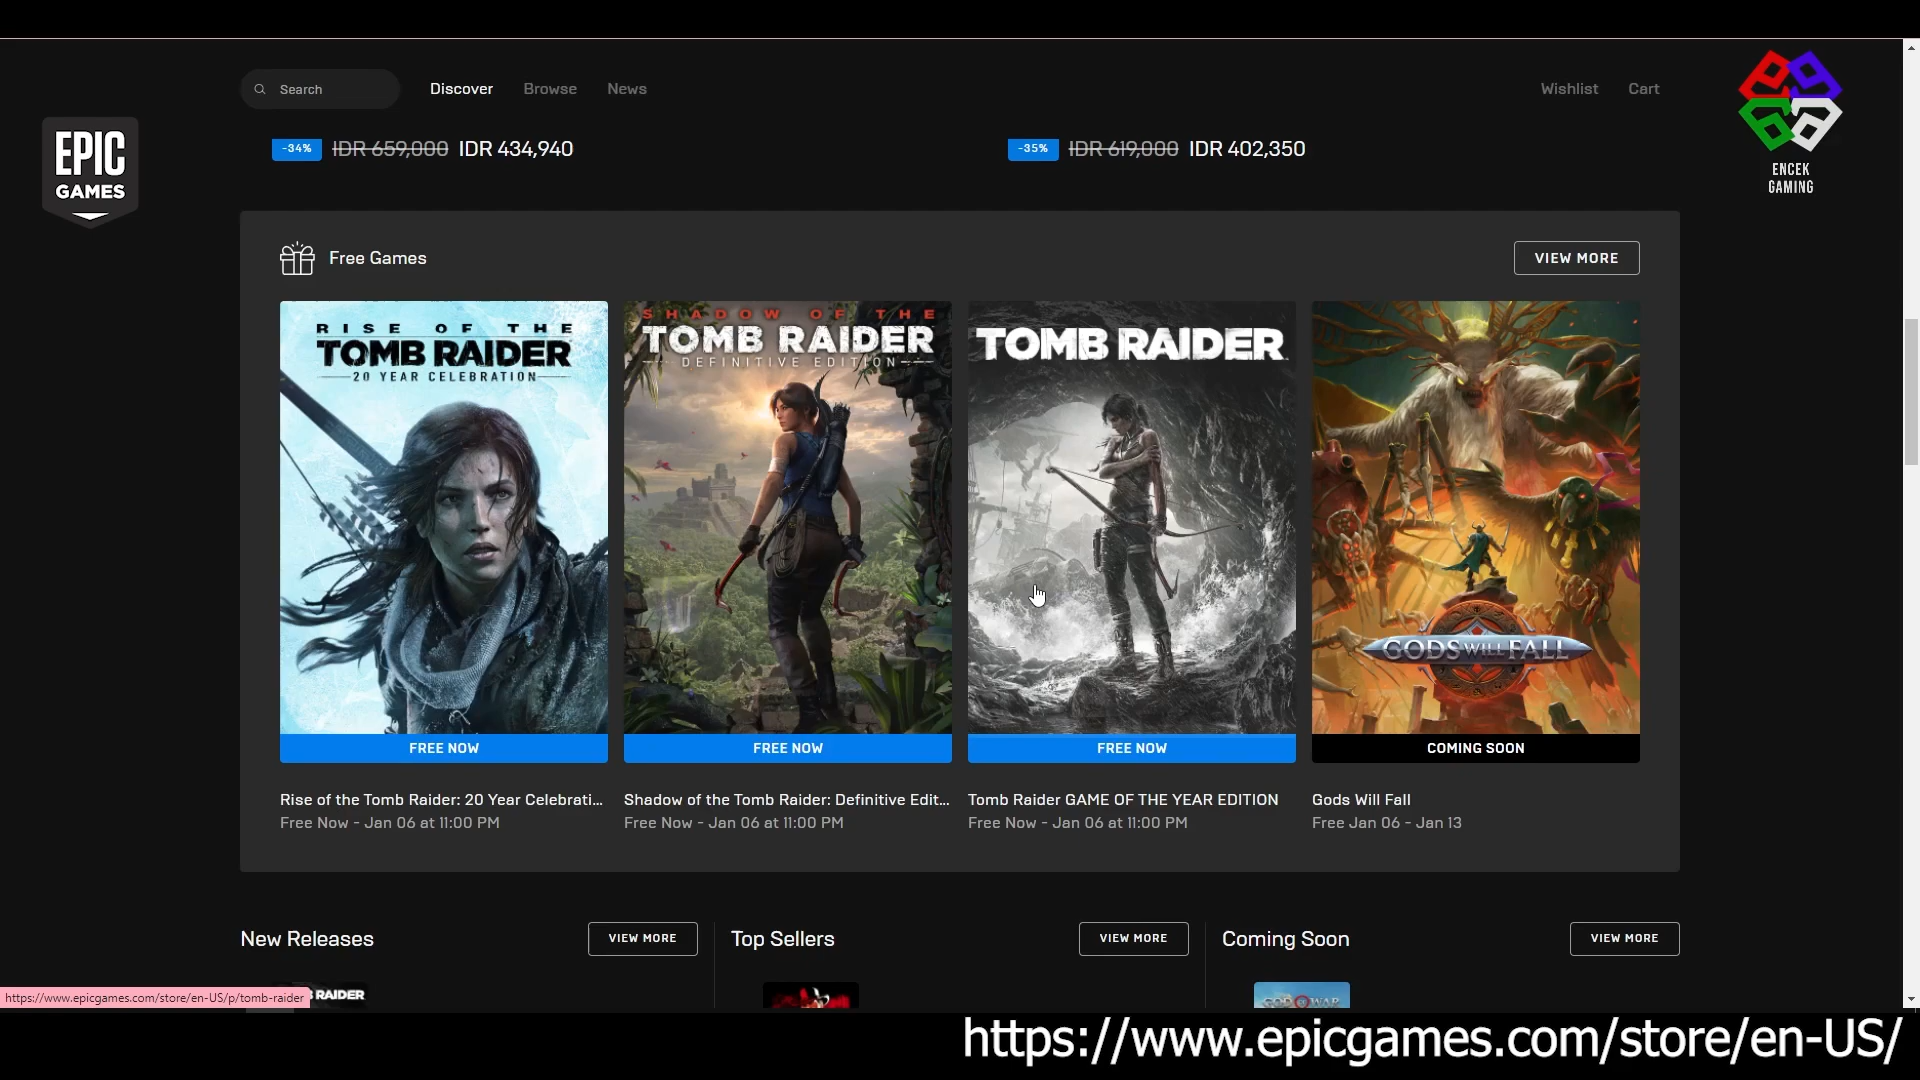 Search
Discover
Browse
News
Wishlist
Cart
EPIC
GAMES
ENCEK
GAMING
-34%
IDR 659,000
IDR 434,940
-35%
IDR 619,000
IDR 402,350
Free Games
VIEW MORE
RISE OF THE
TOMB RAIDER
20 YEAR CELEBRATION
SHADOW OF THE
TOMB RAIDER
DEFINITIVE EDITION
TOMB RAIDER
GODS WILL FALL
FREE NOW
FREE NOW
FREE NOW
COMING SOON
Rise of the Tomb Raider: 20 Year Celebrati...
Free Now - Jan 06 at 11:00 PM
Shadow of the Tomb Raider: Definitive Edit...
Free Now - Jan 06 at 11:00 PM
Tomb Raider GAME OF THE YEAR EDITION
Free Now - Jan 06 at 11:00 PM
Gods Will Fall
Free Jan 06 - Jan 13
New Releases
VIEW MORE
Top Sellers
VIEW MORE
Coming Soon
VIEW MORE
RAIDER
GOD OF WAR
https://www.epicgames.com/store/en-US/p/tomb-raider
https://www.epicgames.com/store/en-US/